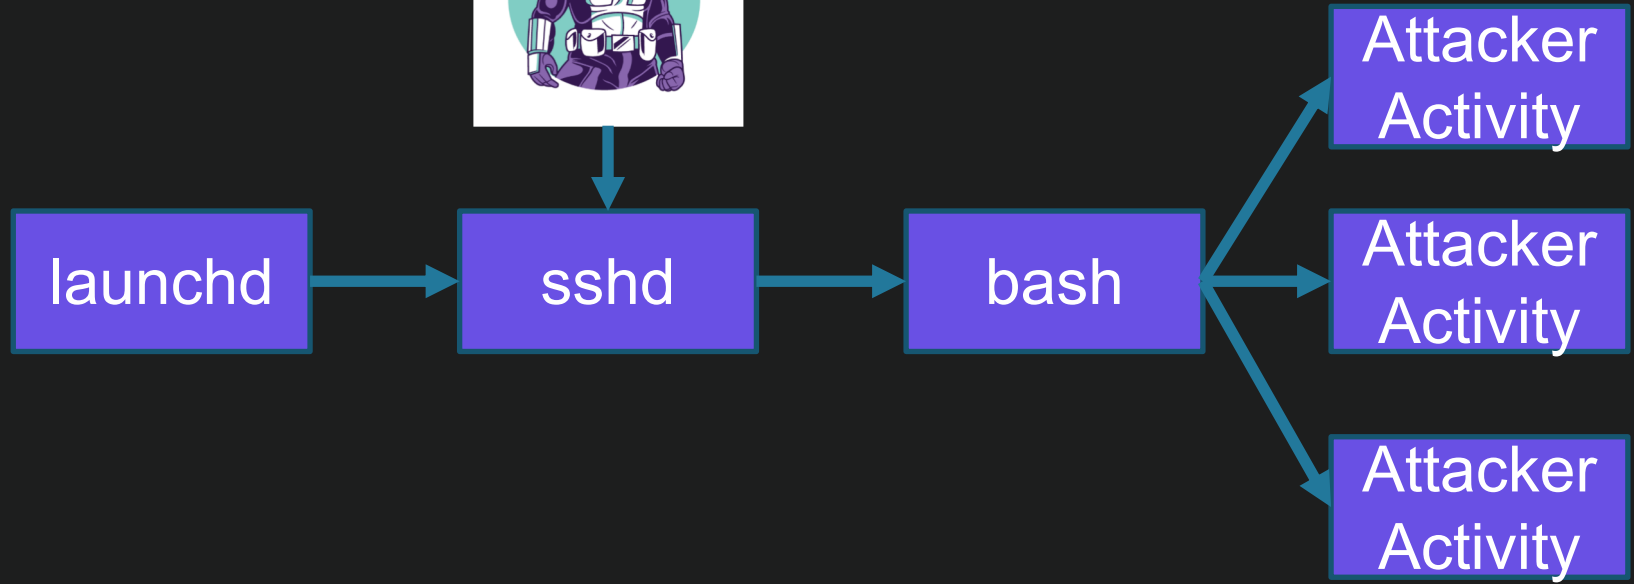 launchd
sshd
bash
Attacker
Activity
Attacker
Activity
Attacker
Activity